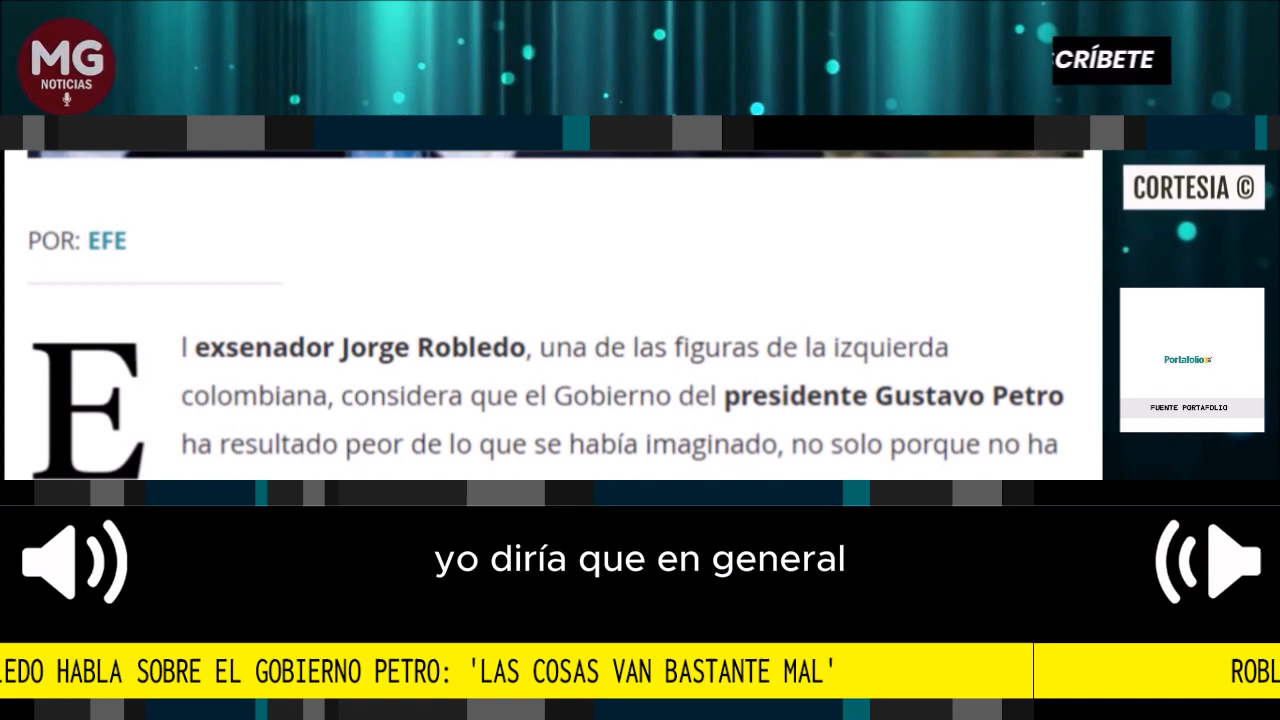 MG
NOTICIAS
CRÍBETE
CORTESIA ©
POR: EFE
El exsenador Jorge Robledo, una de las figuras de la izquierda
colombiana, considera que el Gobierno del presidente Gustavo Petro
ha resultado peor de lo que se había imaginado, no solo porque no ha
Portafolio
FUENTE PORTAFOLIO
yo diría que en general
LEDO HABLA SOBRE EL GOBIERNO PETRO: 'LAS COSAS VAN BASTANTE MAL'
ROBL